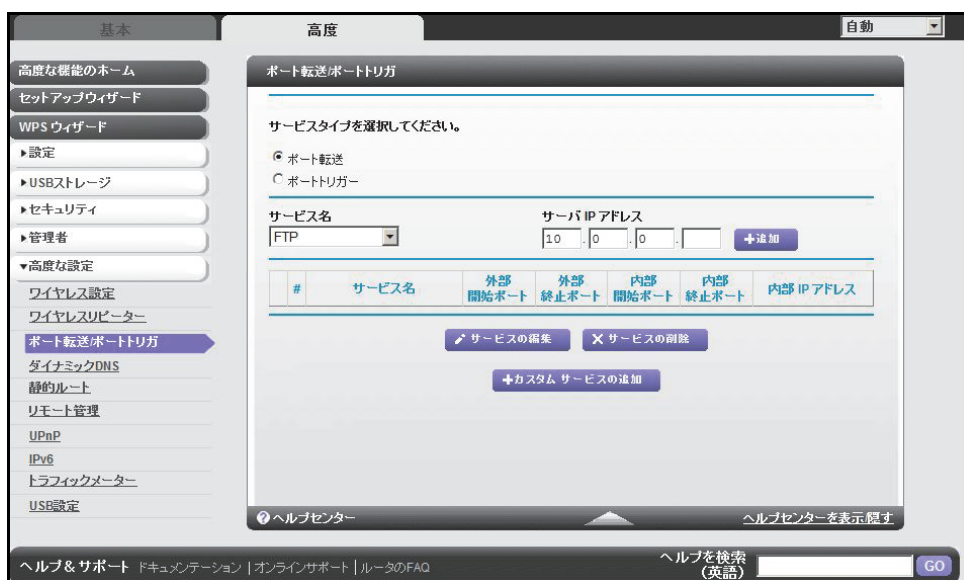 基本
高度
自動
高度な機能のホーム
セットアップウィザード
WPS ウィザード
▶設定
▶USBストレージ
▶セキュリティ
▶管理者
▼高度な設定
ワイヤレス設定
ワイヤレスリピーター
ポート転送/ポートトリガ
ダイナミックDNS
静的ルート
リモート管理
UPnP
IPv6
トラフィックメーター
USB設定
ポート転送/ポートトリガ
サービスタイプを選択してください。
ポート転送
ポートトリガー
サービス名
サーバ IP アドレス
FTP
10 . 0 . 0 .
+追加
# サービス名 外部開始ポート 外部終止ポート 内部開始ポート 内部終止ポート 内部 IP アドレス
サービスの編集
X サービスの削除
+カスタム サービスの追加
? ヘルプセンター
ヘルプセンターを表示/隠す
ヘルプ & サポート ドキュメンテーション | オンラインサポート | ルータのFAQ
ヘルプを検索
(英語)
GO